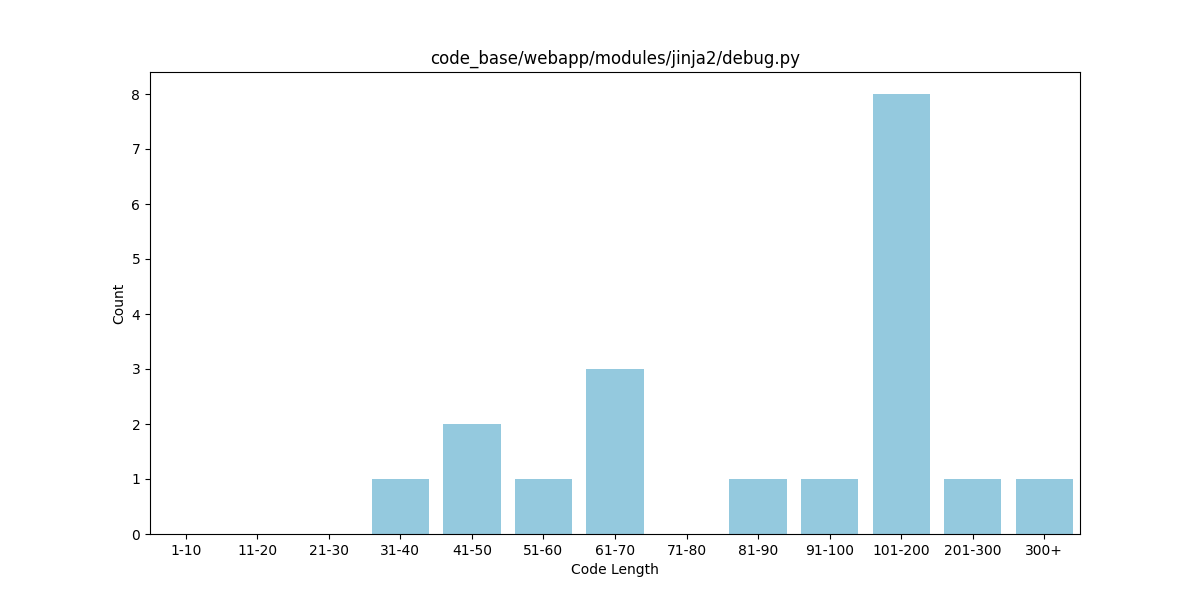 code_base/webapp/modules/jinja2/debug.py
8
7
6
5
4
3
2
1
0
Count
1-10 11-20 21-30 31-40 41-50 51-60 61-70 71-80 81-90 91-100 101-200 201-300 300+
Code Length